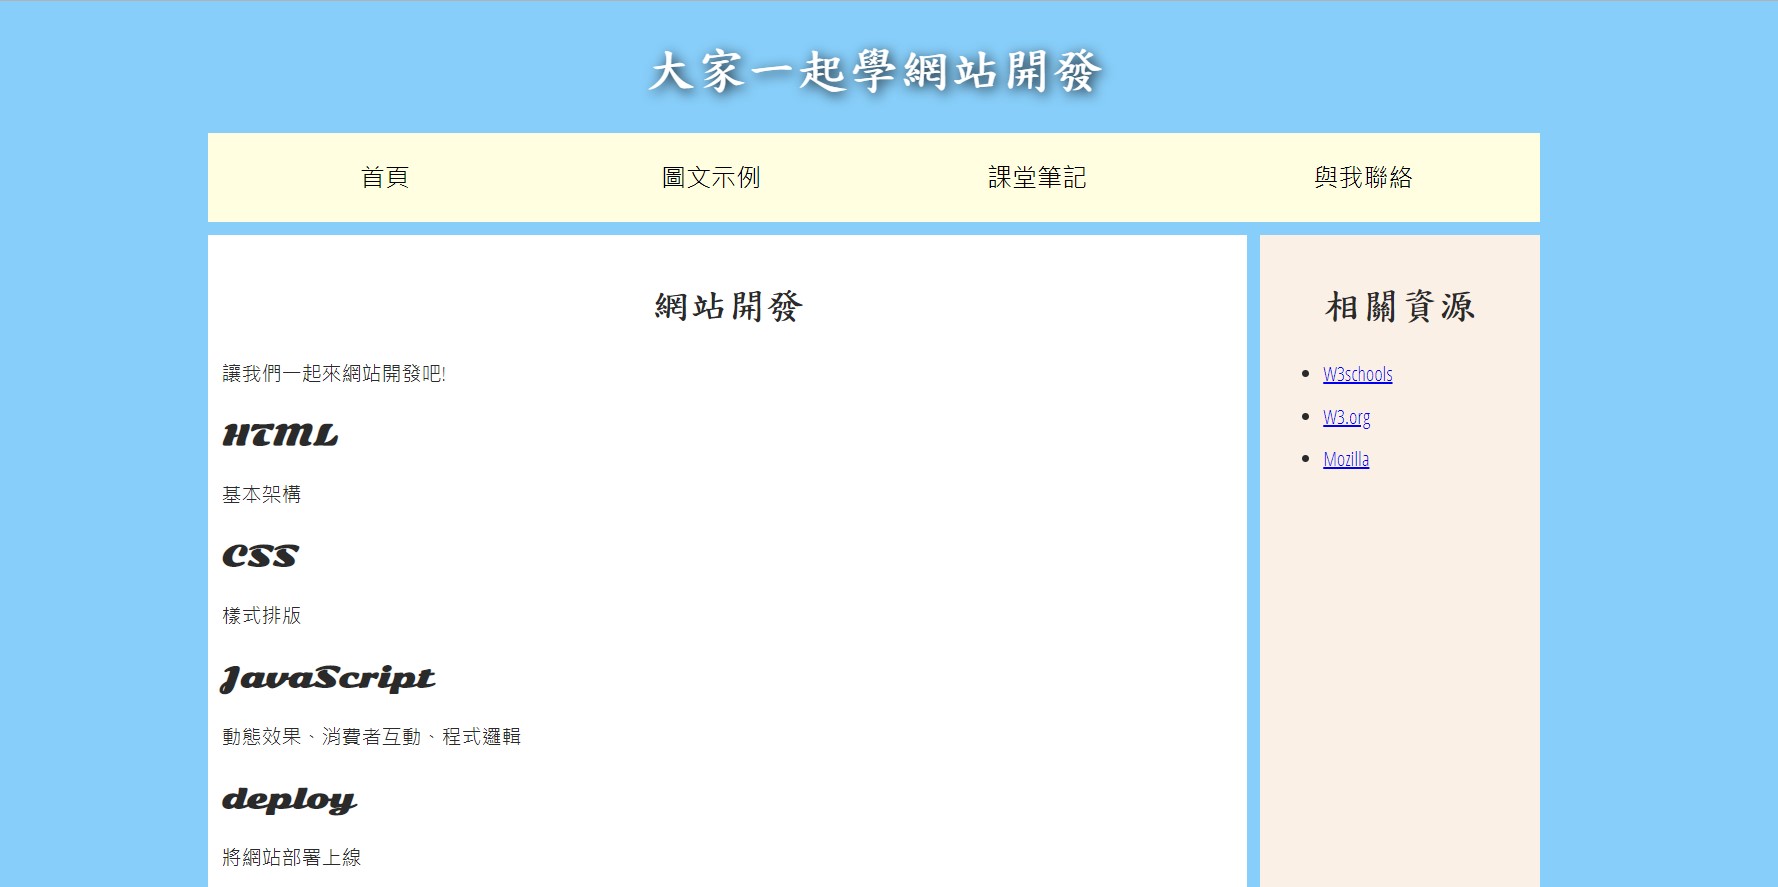 大家一起學網站開發
首頁 圖文示例 課堂筆記 與我聯絡
網站開發
讓我們一起來網站開發吧!
HTML
基本架構
CSS
樣式排版
JavaScript
動態效果、消費者互動、程式邏輯
deploy
將網站部署上線
相關資源
W3schools
W3.org
Mozilla